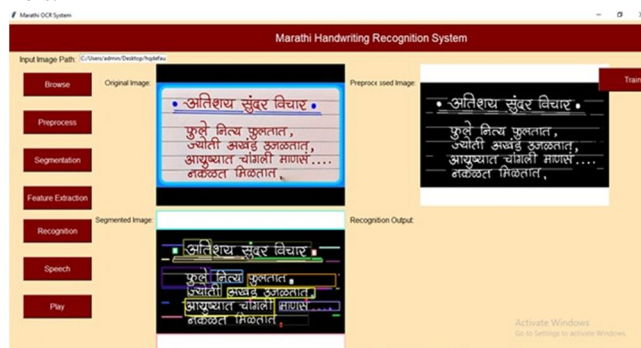 Marathi OCR System
Marathi Handwriting Recognition System
Input Image Path: C:/Users/admin/Desktop/hqdefau
Browse
Original Image:
• अतिशय सुंदर विचार •
फुले नित्य फुलतात,
ज्योती अखंड उजळतात,
आयुष्यात चांगली माणसं....
नकळत मिळतात,
Preprocessed Image:
• अतिशय सुंदर विचार •
फुले नित्य फुलतात,
ज्योती अखंड उजळतात,
आयुष्यात चांगली माणसं....
नकळत मिळतात,
Train
Preprocess
Segmentation
Feature Extraction
Recognition
Speech
Play
Segmented Image:
अतिशय सुंदर विचार
फुले नित्य फुलतात,
ज्योती अखंड उजळतात,
आयुष्यात चांगली माणसं....
नकळत मिळतात,
Recognition Output:
Activate Windows
Go to Settings to activate Windows.